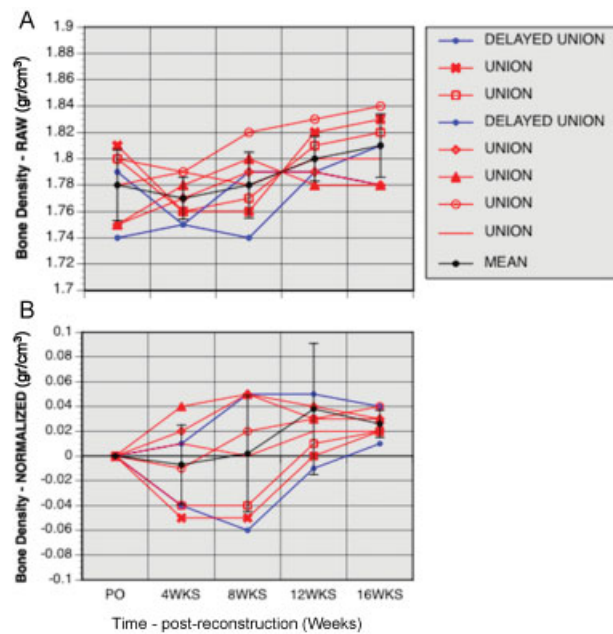 A
Bone Density - RAW (gr/cm³)
1.9
1.88
1.86
1.84
1.82
1.8
1.78
1.76
1.74
1.72
1.7
DELAYED UNION
UNION
UNION
DELAYED UNION
UNION
UNION
UNION
UNION
MEAN
B
Bone Density - NORMALIZED (gr/cm³)
0.1
0.08
0.06
0.04
0.02
0
-0.02
-0.04
-0.06
-0.08
-0.1
PO 4WKS 8WKS 12WKS 16WKS
Time - post-reconstruction (Weeks)